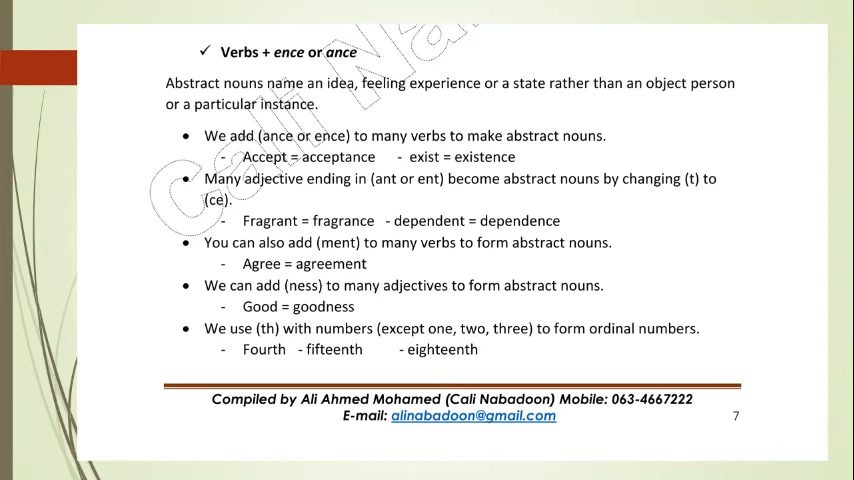 ✓ Verbs + ence or ance
Abstract nouns name an idea, feeling experience or a state rather than an object person
or a particular instance.
• We add (ance or ence) to many verbs to make abstract nouns.
- Accept = acceptance - exist = existence
• Many adjective ending in (ant or ent) become abstract nouns by changing (t) to
(ce).
- Fragrant = fragrance - dependent = dependence
• You can also add (ment) to many verbs to form abstract nouns.
- Agree = agreement
• We can add (ness) to many adjectives to form abstract nouns.
- Good = goodness
• We use (th) with numbers (except one, two, three) to form ordinal numbers.
- Fourth - fifteenth - eighteenth
Compiled by Ali Ahmed Mohamed (Cali Nabadoon) Mobile: 063-4667222
E-mail: alinabadoon@gmail.com
7
Cali Na